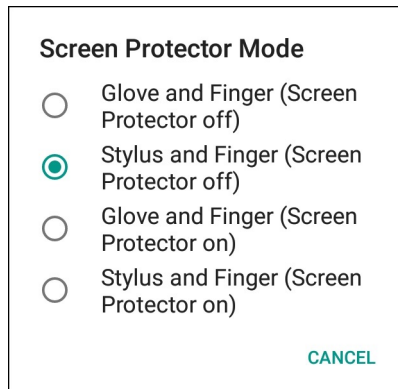 Screen Protector Mode
Glove and Finger (Screen
Protector off)
Stylus and Finger (Screen
Protector off)
Glove and Finger (Screen
Protector on)
Stylus and Finger (Screen
Protector on)
CANCEL